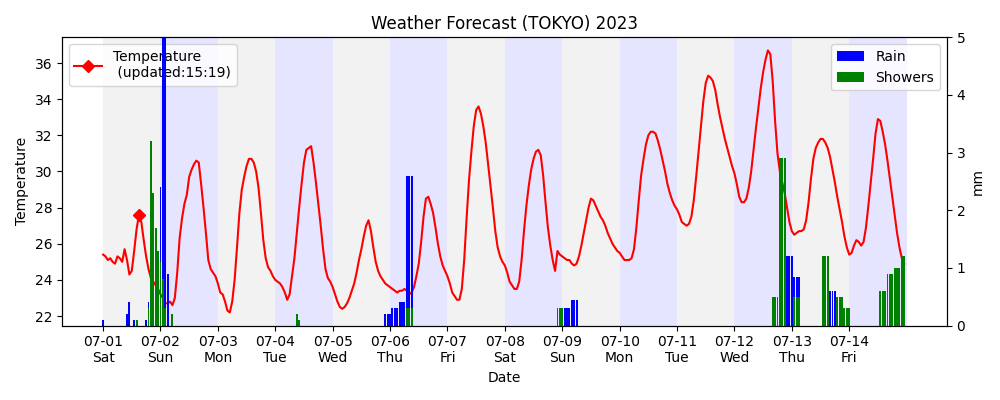 Weather Forecast (TOKYO) 2023
Temperature
(updated:15:19)
Rain
Showers
Temperature
36
34
32
30
28
26
24
22
5
4
3
2
1
0
mm
07-01 07-02 07-03 07-04 07-05 07-06 07-07 07-08 07-09 07-10 07-11 07-12 07-13 07-14
Sat Sun Mon Tue Wed Thu Fri Sat Sun Mon Tue Wed Thu Fri
Date